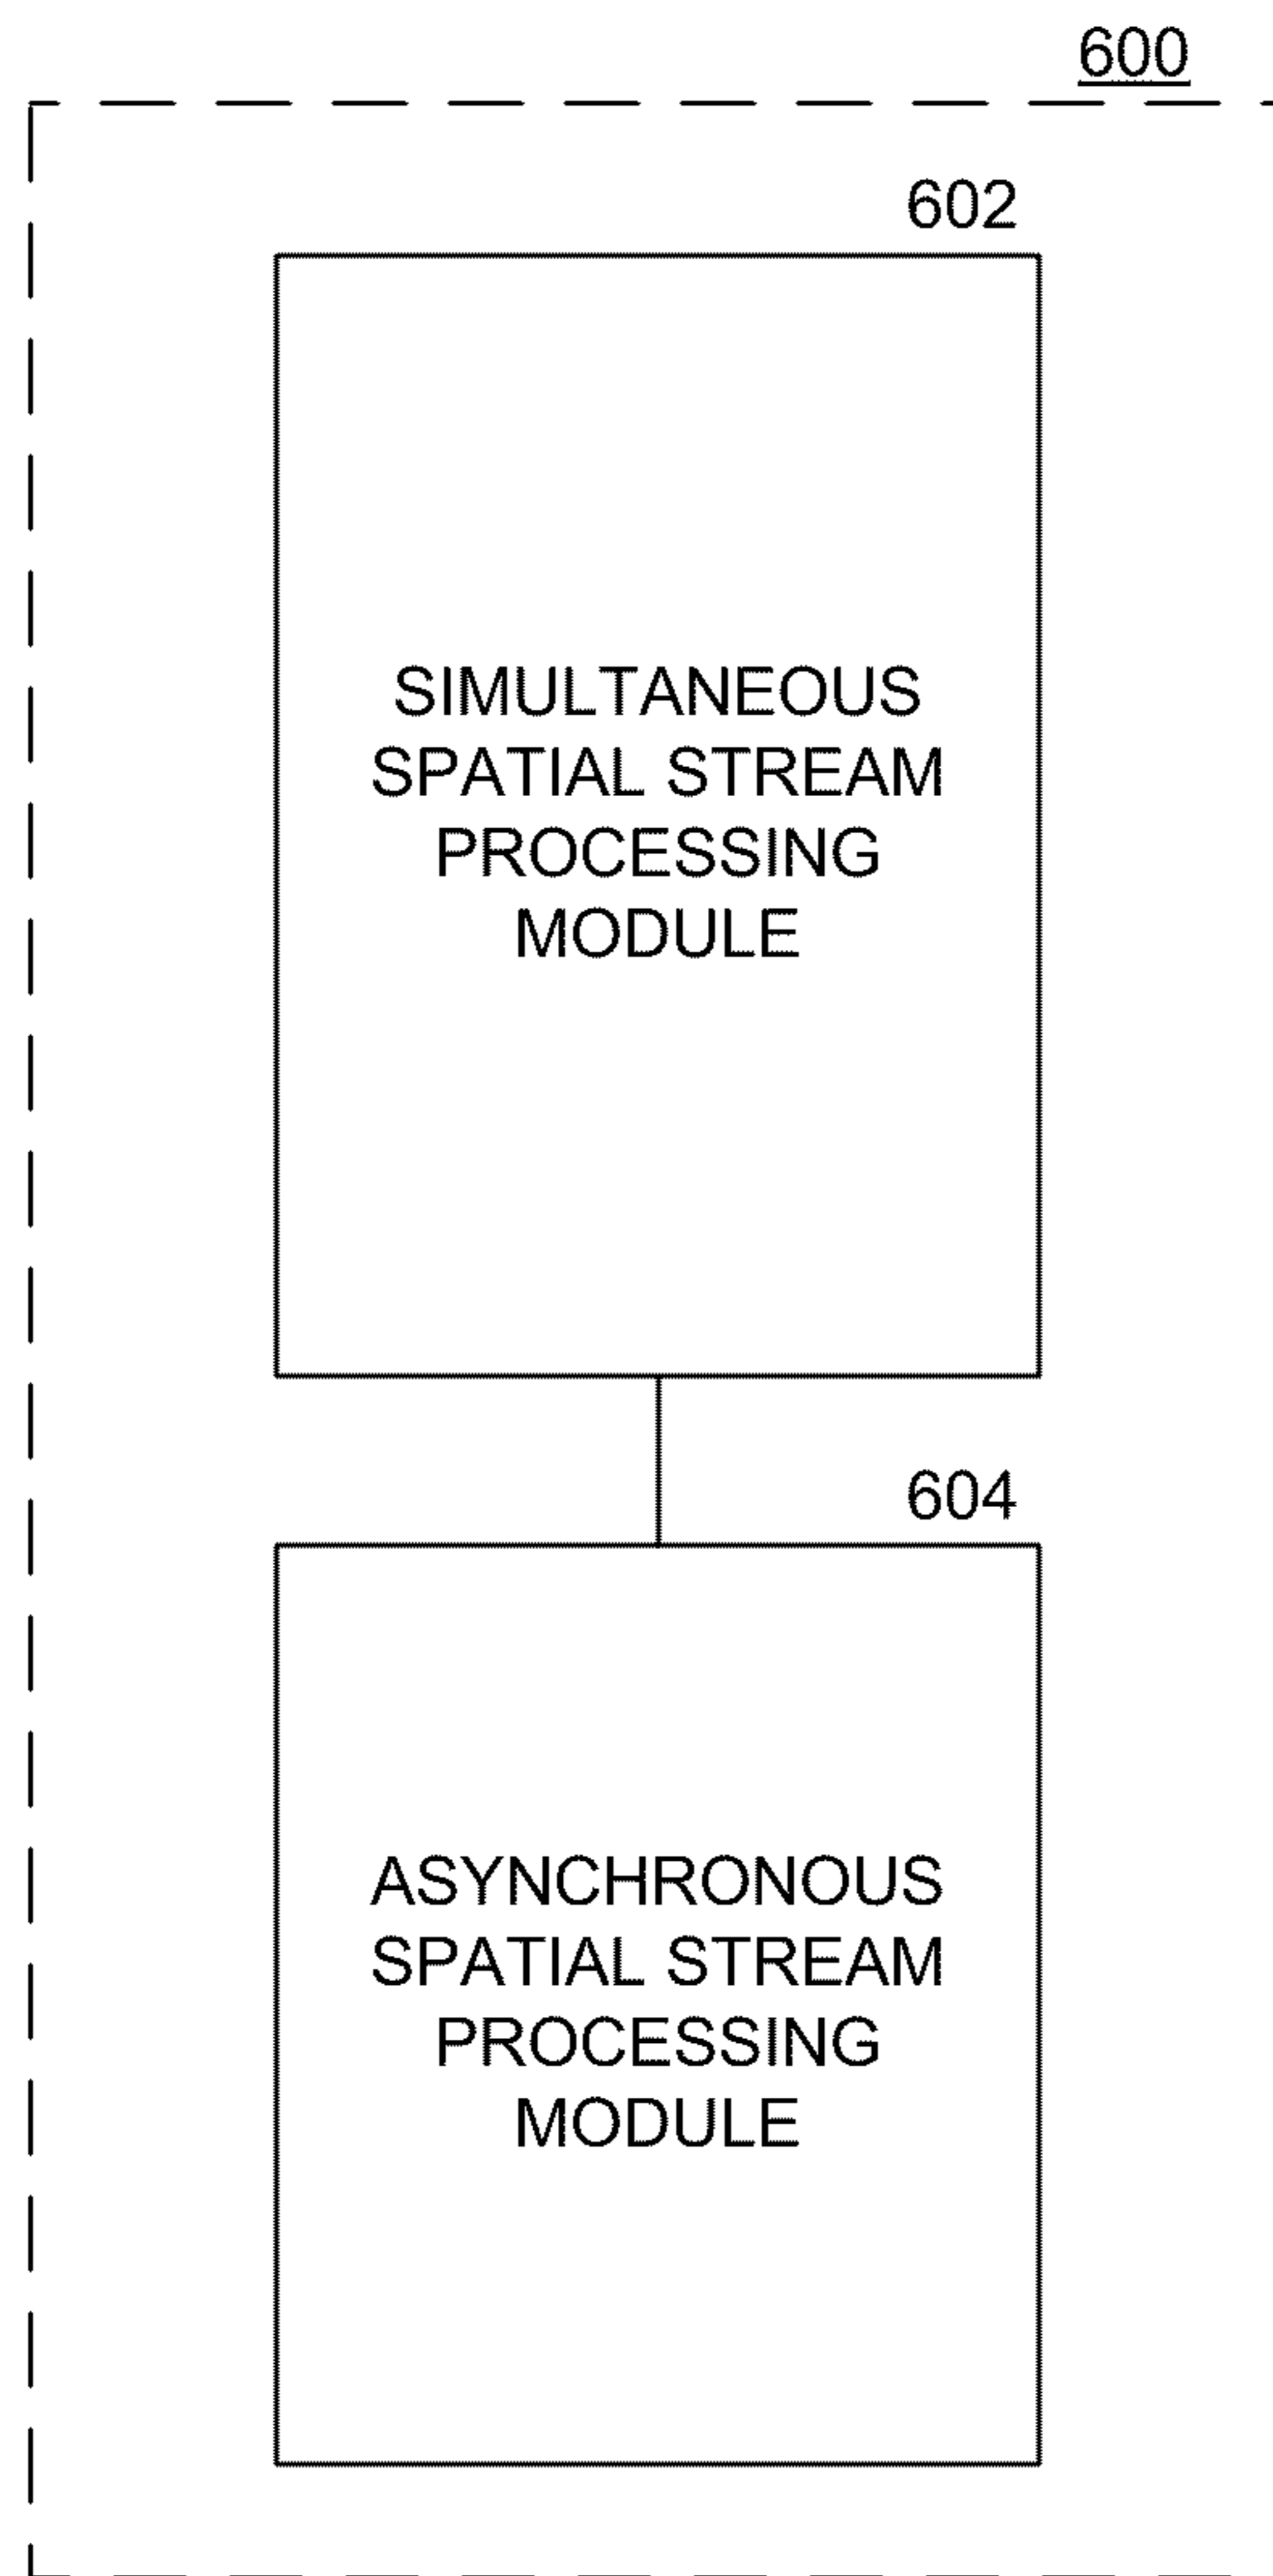 600
602
SIMULTANEOUS
SPATIAL STREAM
PROCESSING
MODULE
604
ASYNCHRONOUS
SPATIAL STREAM
PROCESSING
MODULE